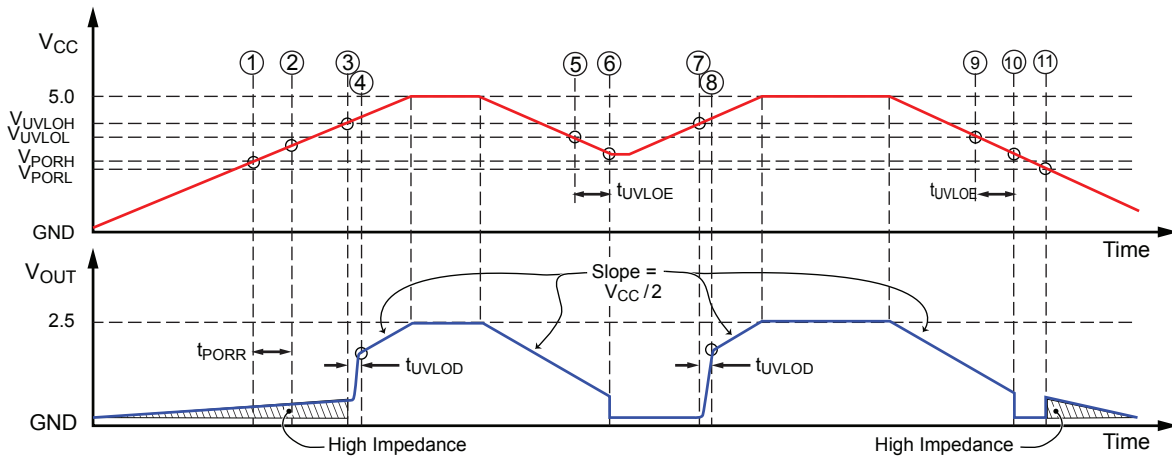 VCC
1 2 3 4 5 6 7 8 9 10 11
5.0
VUVLOH
VUVLOL
VPORH
VPORL
tUVLOE
tUVLOE
GND
Time
VOUT
Slope =
VCC /2
2.5
tPORR
tUVLOD
tUVLOD
GND
High Impedance
High Impedance
Time